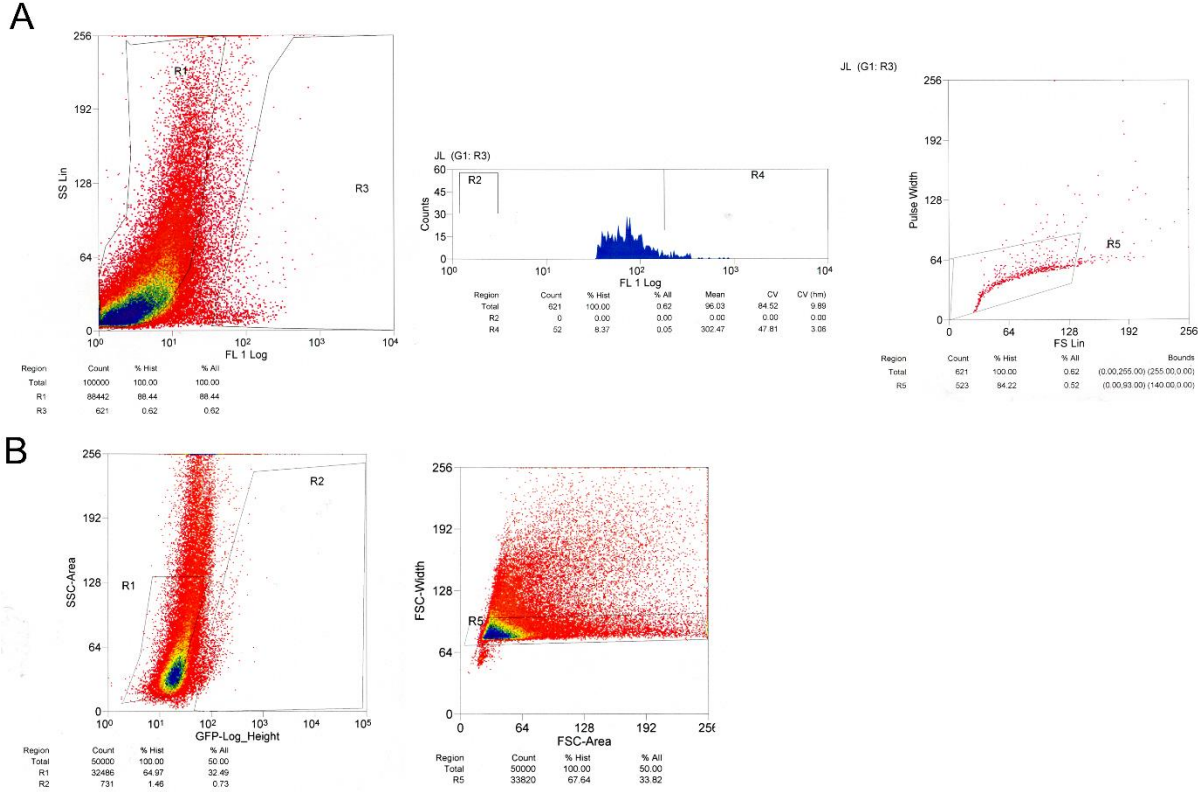 A
256
192
128
64
0
SS Lin
R1
R3
10⁰
10¹
10²
10³
10⁴
FL 1 Log
Region Count % Hist % All
Total 100000 100.00 100.00
R1 88442 88.44 88.44
R3 621 0.62 0.62
JL (G1: R3)
60
45
30
15
0
Counts
R2
R4
10⁰
10¹
10²
10³
10⁴
FL 1 Log
Region Count % Hist % All Mean CV CV (hm)
Total 621 100.00 0.62 96.03 84.52 9.89
R2 0 0.00 0.00 0.00 0.00 0.00
R4 52 8.37 0.05 302.47 47.81 3.06
JL (G1: R3)
256
192
128
64
0
Pulse Width
R5
0 64 128 192 256
FS Lin
Region Count % Hist % All Bounds
Total 621 100.00 0.62 (0.00,255.00) (255.00,0.00)
R5 523 84.22 0.52 (0.00,93.00) (140.00,0.00)
B
256
192
128
64
0
SSC-Area
R1
R2
10⁰
10¹
10²
10³
10⁴
10⁵
GFP-Log_Height
Region Count % Hist % All
Total 50000 100.00 50.00
R1 32486 64.97 32.49
R2 731 1.46 0.73
256
192
128
64
0
FSC-Width
R5
0 64 128 192 256
FSC-Area
Region Count % Hist % All
Total 50000 100.00 50.00
R5 33820 67.64 33.82